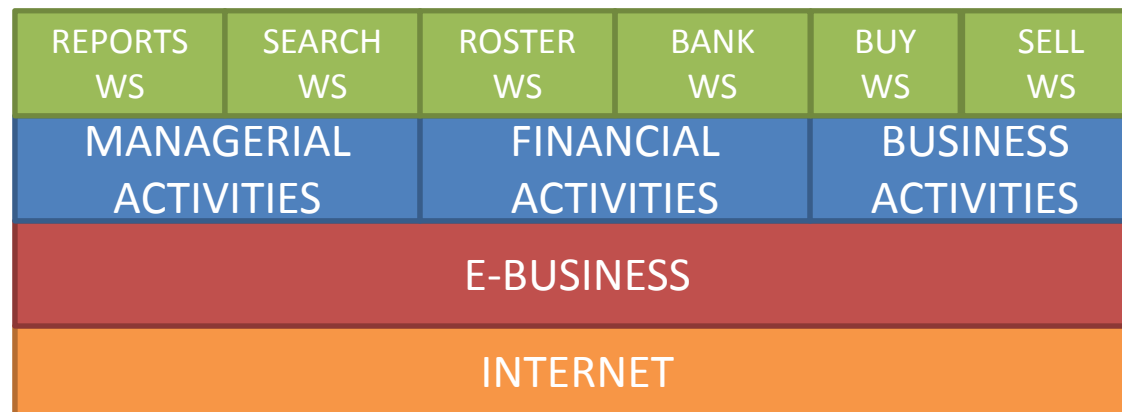 REPORTS
WS
SEARCH
WS
ROSTER
WS
BANK
WS
BUY
WS
SELL
WS
MANAGERIAL
ACTIVITIES
FINANCIAL
ACTIVITIES
BUSINESS
ACTIVITIES
E-BUSINESS
INTERNET